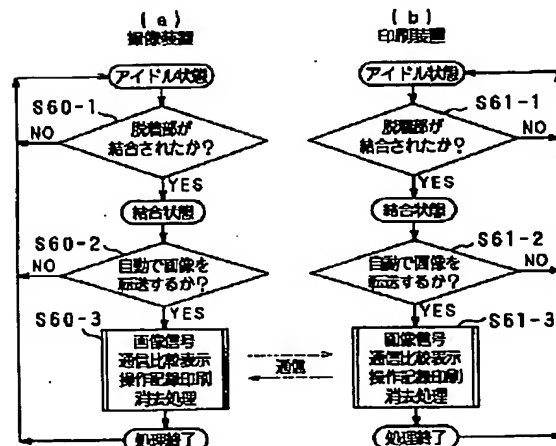 (a)
撮像装置
アイドル状態
S60-1
脱着部が
結合されたか?
NO
YES
結合状態
S60-2
自動で画像を
転送するか?
NO
YES
S60-3
画像信号
通信比較表示
操作記録印刷
消去処理
処理終了
通信
(b)
印刷装置
アイドル状態
S61-1
脱着部が
結合されたか?
NO
YES
結合状態
S61-2
自動で画像を
転送するか?
NO
YES
S61-3
画像信号
通信比較表示
操作記録印刷
消去処理
処理終了